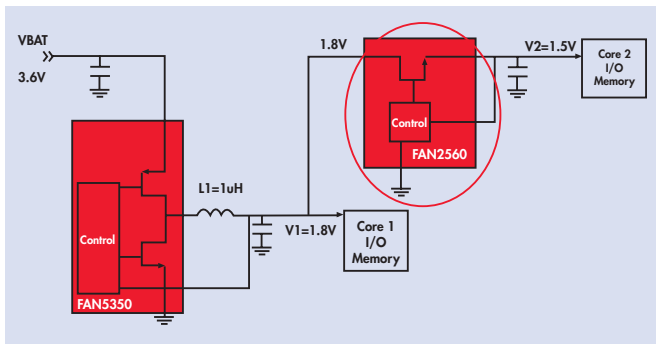 VBAT
3.6V
1.8V
V2=1.5V
Core 2
I/O
Memory
Control
FAN2560
L1=1uH
V1=1.8V
Core 1
I/O
Memory
Control
FAN5350